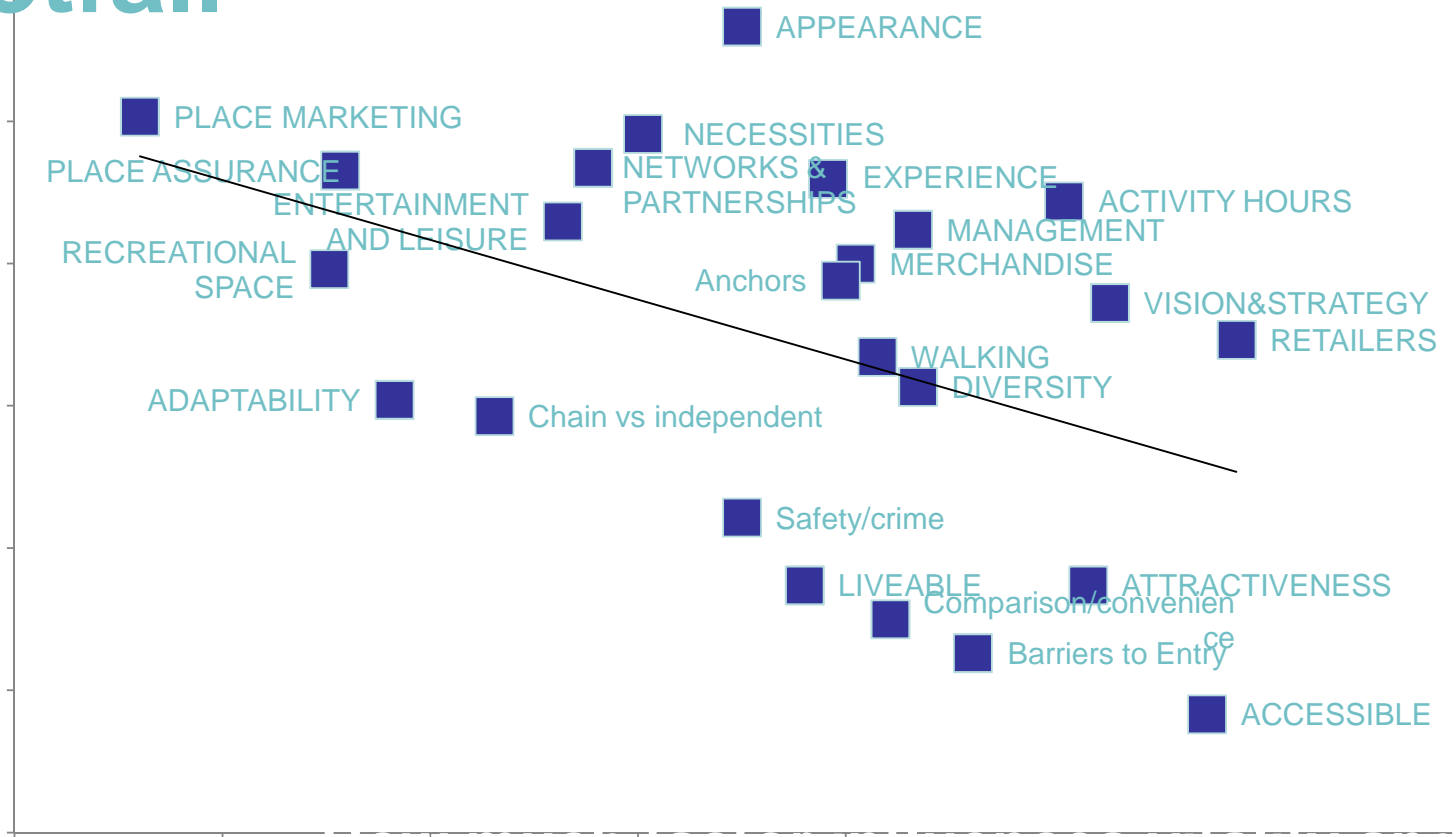 APPEARANCE
PLACE MARKETING
NECESSITIES
PLACE ASSURANCE
NETWORKS &
PARTNERSHIPS
EXPERIENCE
ACTIVITY HOURS
ENTERTAINMENT
AND LEISURE
MANAGEMENT
RECREATIONAL
SPACE
MERCHANDISE
Anchors
VISION&STRATEGY
RETAILERS
WALKING
DIVERSITY
ADAPTABILITY
Chain vs independent
Safety/crime
LIVEABLE
ATTRACTIVENESS
Comparison/convenien
ce
Barriers to Entry
ACCESSIBLE